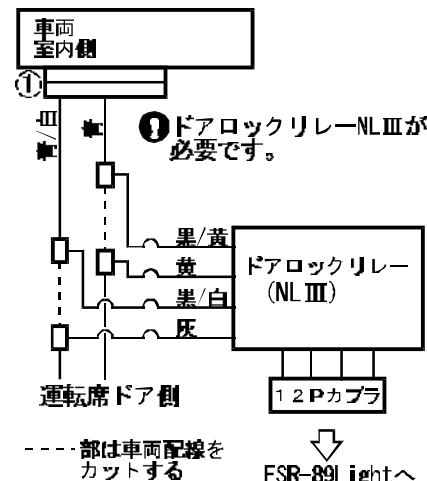 車両
室内側
①
青/白
青
ドアロックリレーNLⅢが
必要です。
黒/黄
黄
黒/白
灰
ドアロックリレー
(NLⅢ)
12Pカプラ
運転席ドア側
----部は車両配線を
カットする
ESR-89Lightへ